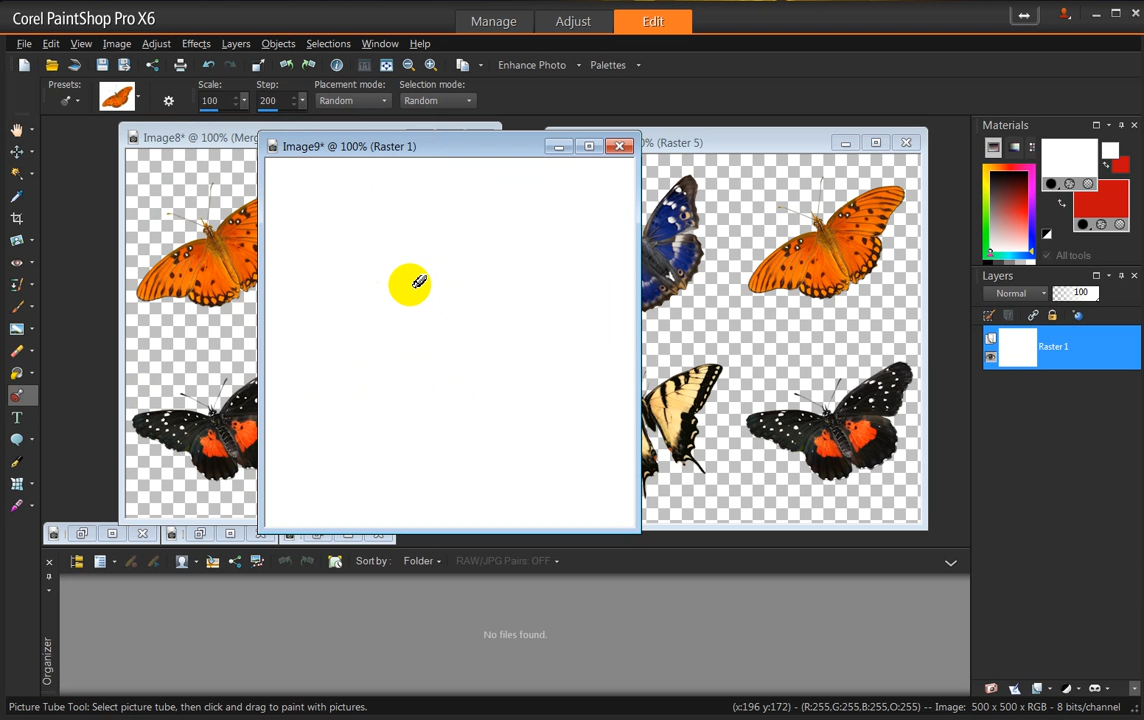 Corel PaintShop Pro X6
Manage Adjust Edit
File Edit View Image Adjust Effects Layers Objects Selections Window Help
Enhance Photo Palettes
Presets: Scale: Step: Placement mode: Selection mode:
100 200 Random Random
Materials
Image8* @ 100% (Merg
Image9* @ 100% (Raster 1)
0% (Raster 5)
All tools
Layers
Normal 100
Raster 1
Sort by: Folder RAW/JPG Pairs: OFF
Organizer
No files found.
Picture Tube Tool: Select picture tube, then click and drag to paint with pictures.
(x:196 y:172) - (R:255,G:255,B:255,O:255) -- Image: 500 x 500 x RGB - 8 bits/channel